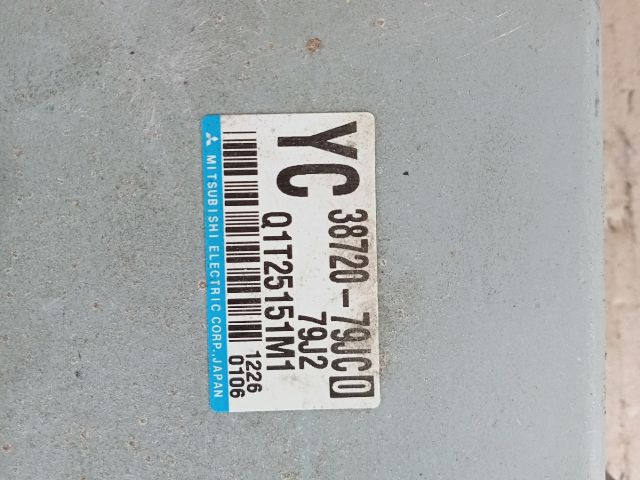 YC 38720-79JC0
79J2
Q1T25151M1
1226
0106
MITSUBISHI ELECTRIC CORP., JAPAN